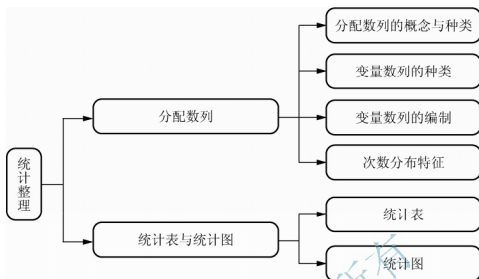 分配数列的概念与种类
变量数列的种类
分配数列
变量数列的编制
次数分布特征
统计整理
统计表
统计表与统计图
统计图